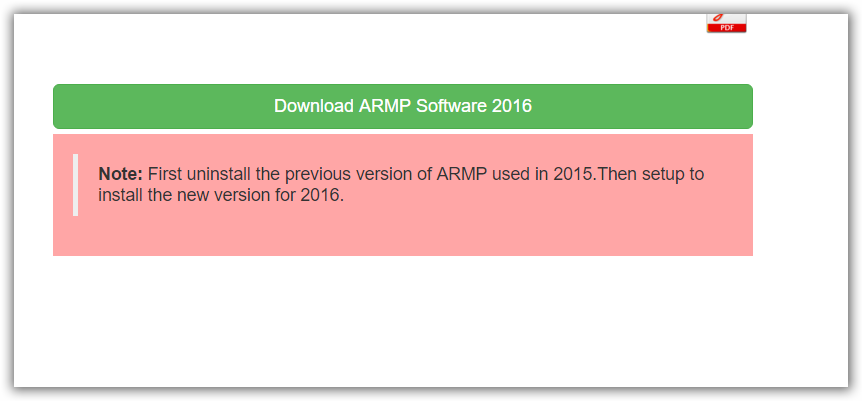 PDF
Download ARMP Software 2016
Note: First uninstall the previous version of ARMP used in 2015.Then setup to
install the new version for 2016.